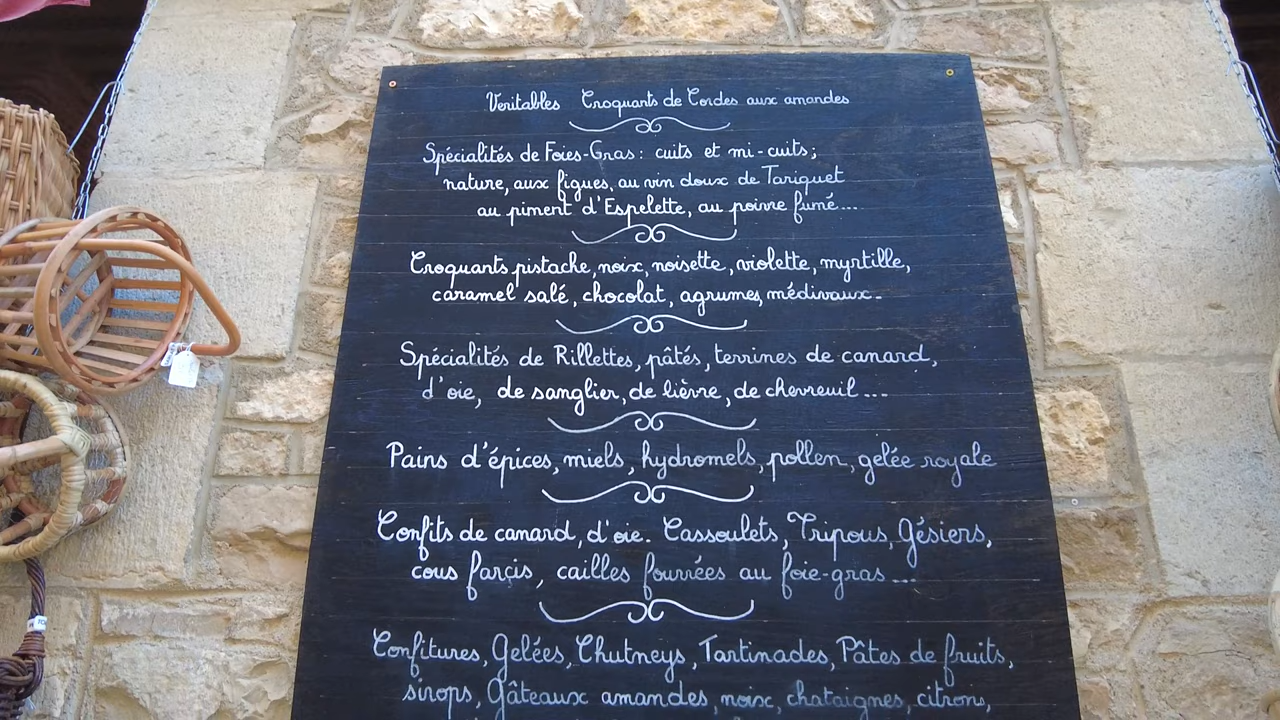 Veritables Croquants de Cordes aux amandes
Spécialités de Foies-Gras : cuits et mi-cuits ;
nature, aux figues, au vin doux de Tariquet
au piment d'Espelette, au poivre fumé...
Croquants pistache, noix, noisette, violette, myrtille,
caramel salé, chocolat, agrumes, médivaux.
Spécialités de Rillettes, pâtés, terrines de canard,
d'oie, de sanglier, de lièvre, de chevreuil ...
Pains d'épices, miels, hydromels, pollen, gelée royale
Confits de canard, d'oie. Cassoulets, Tripous, Gésiers,
cous farçis, cailles fourrées au foie-gras ...
Confitures, Gelées, Chutneys, Tartinades, Pâtes de fruits,
sirops, Gâteaux amandes, noix, chataignes, citrons,